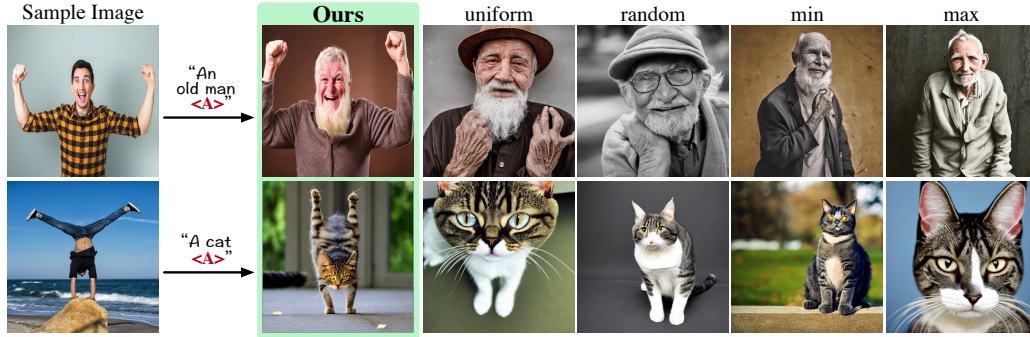 Sample Image
Ours
uniform
random
min
max
“An
old man
<A>”
“A cat
<A>”